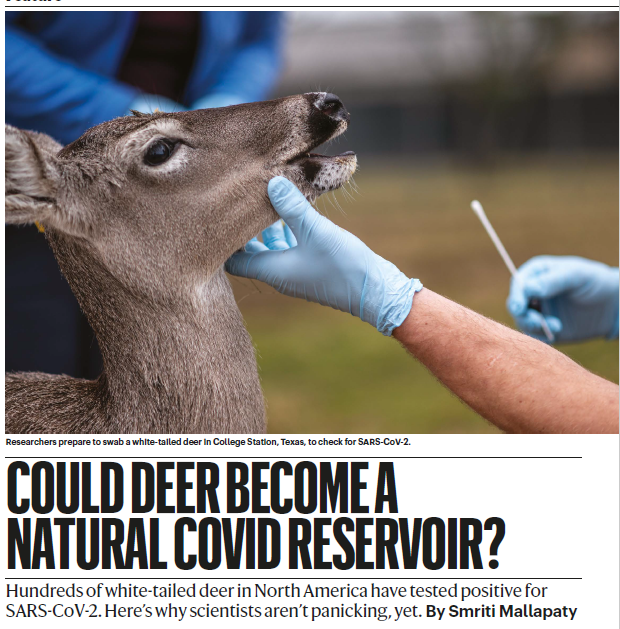 Researchers prepare to swab a white-tailed deer in College Station, Texas, to check for SARS-CoV-2.
COULD DEER BECOME A
NATURAL COVID RESERVOIR?
Hundreds of white-tailed deer in North America have tested positive for
SARS-CoV-2. Here’s why scientists aren’t panicking, yet. By Smriti Mallapaty